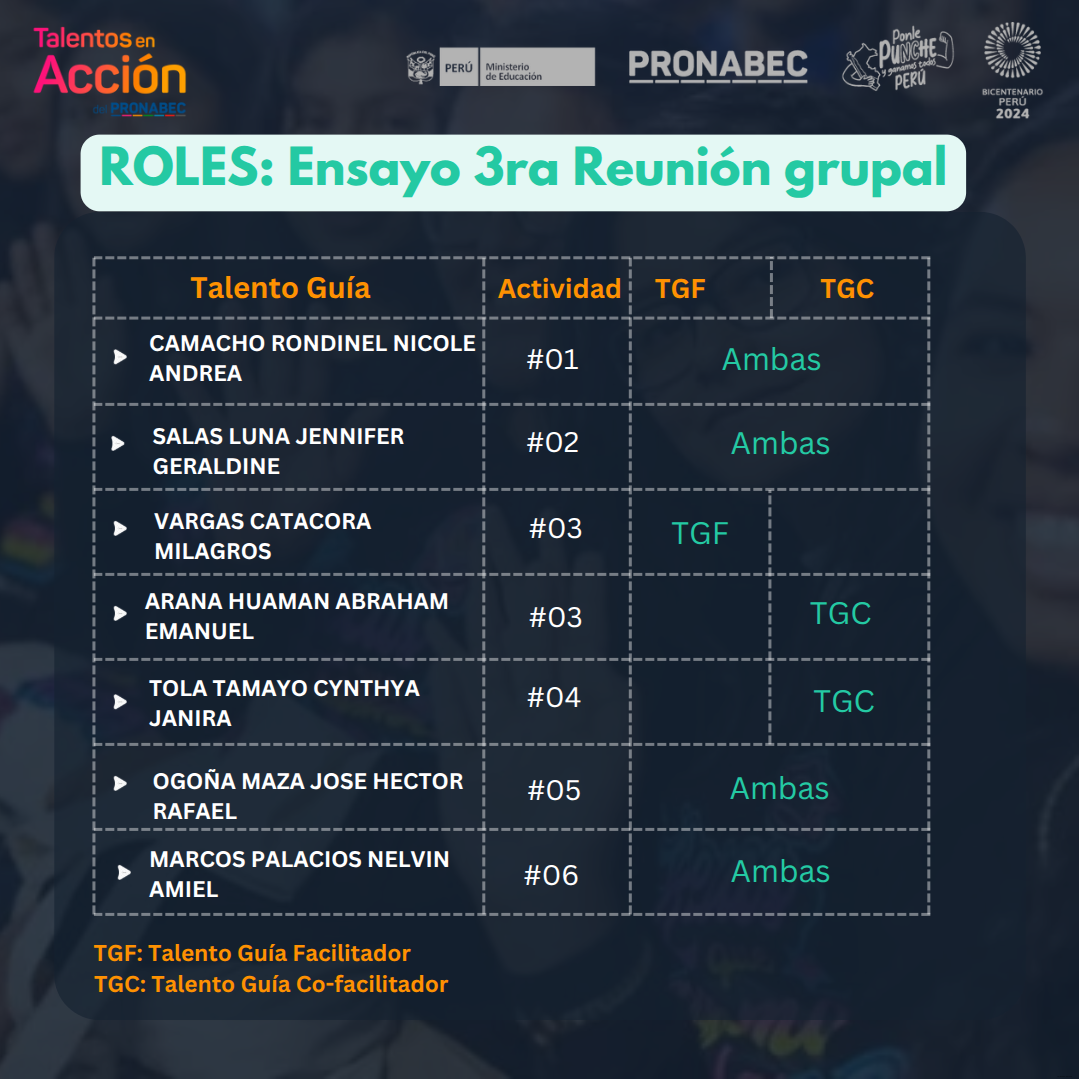 Talentos en
Acción
del PRONABEC
PERÚ
Ministerio
de Educación
PRONABEC
Ponle
PUNCHE
y ganamos todos
PERÚ
BICENTENARIO
PERÚ
2024
ROLES: Ensayo 3ra Reunión grupal
Talento Guía Actividad TGF TGC
CAMACHO RONDINEL NICOLE
ANDREA
#01 Ambas
SALAS LUNA JENNIFER
GERALDINE
#02 Ambas
VARGAS CATACORA
MILAGROS
#03 TGF
ARANA HUAMAN ABRAHAM
EMANUEL
#03 TGC
TOLA TAMAYO CYNTHYA
JANIRA
#04 TGC
OGOÑA MAZA JOSE HECTOR
RAFAEL
#05 Ambas
MARCOS PALACIOS NELVIN
AMIEL
#06 Ambas
TGF: Talento Guía Facilitador
TGC: Talento Guía Co-facilitador